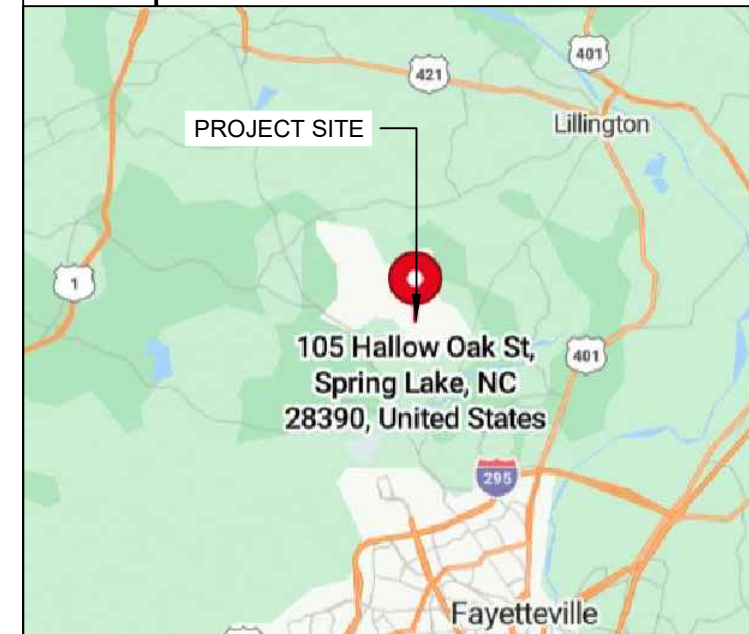 401
421
Lillington
PROJECT SITE
1
105 Hallow Oak St,
Spring Lake, NC
28390, United States
401
295
Fayetteville